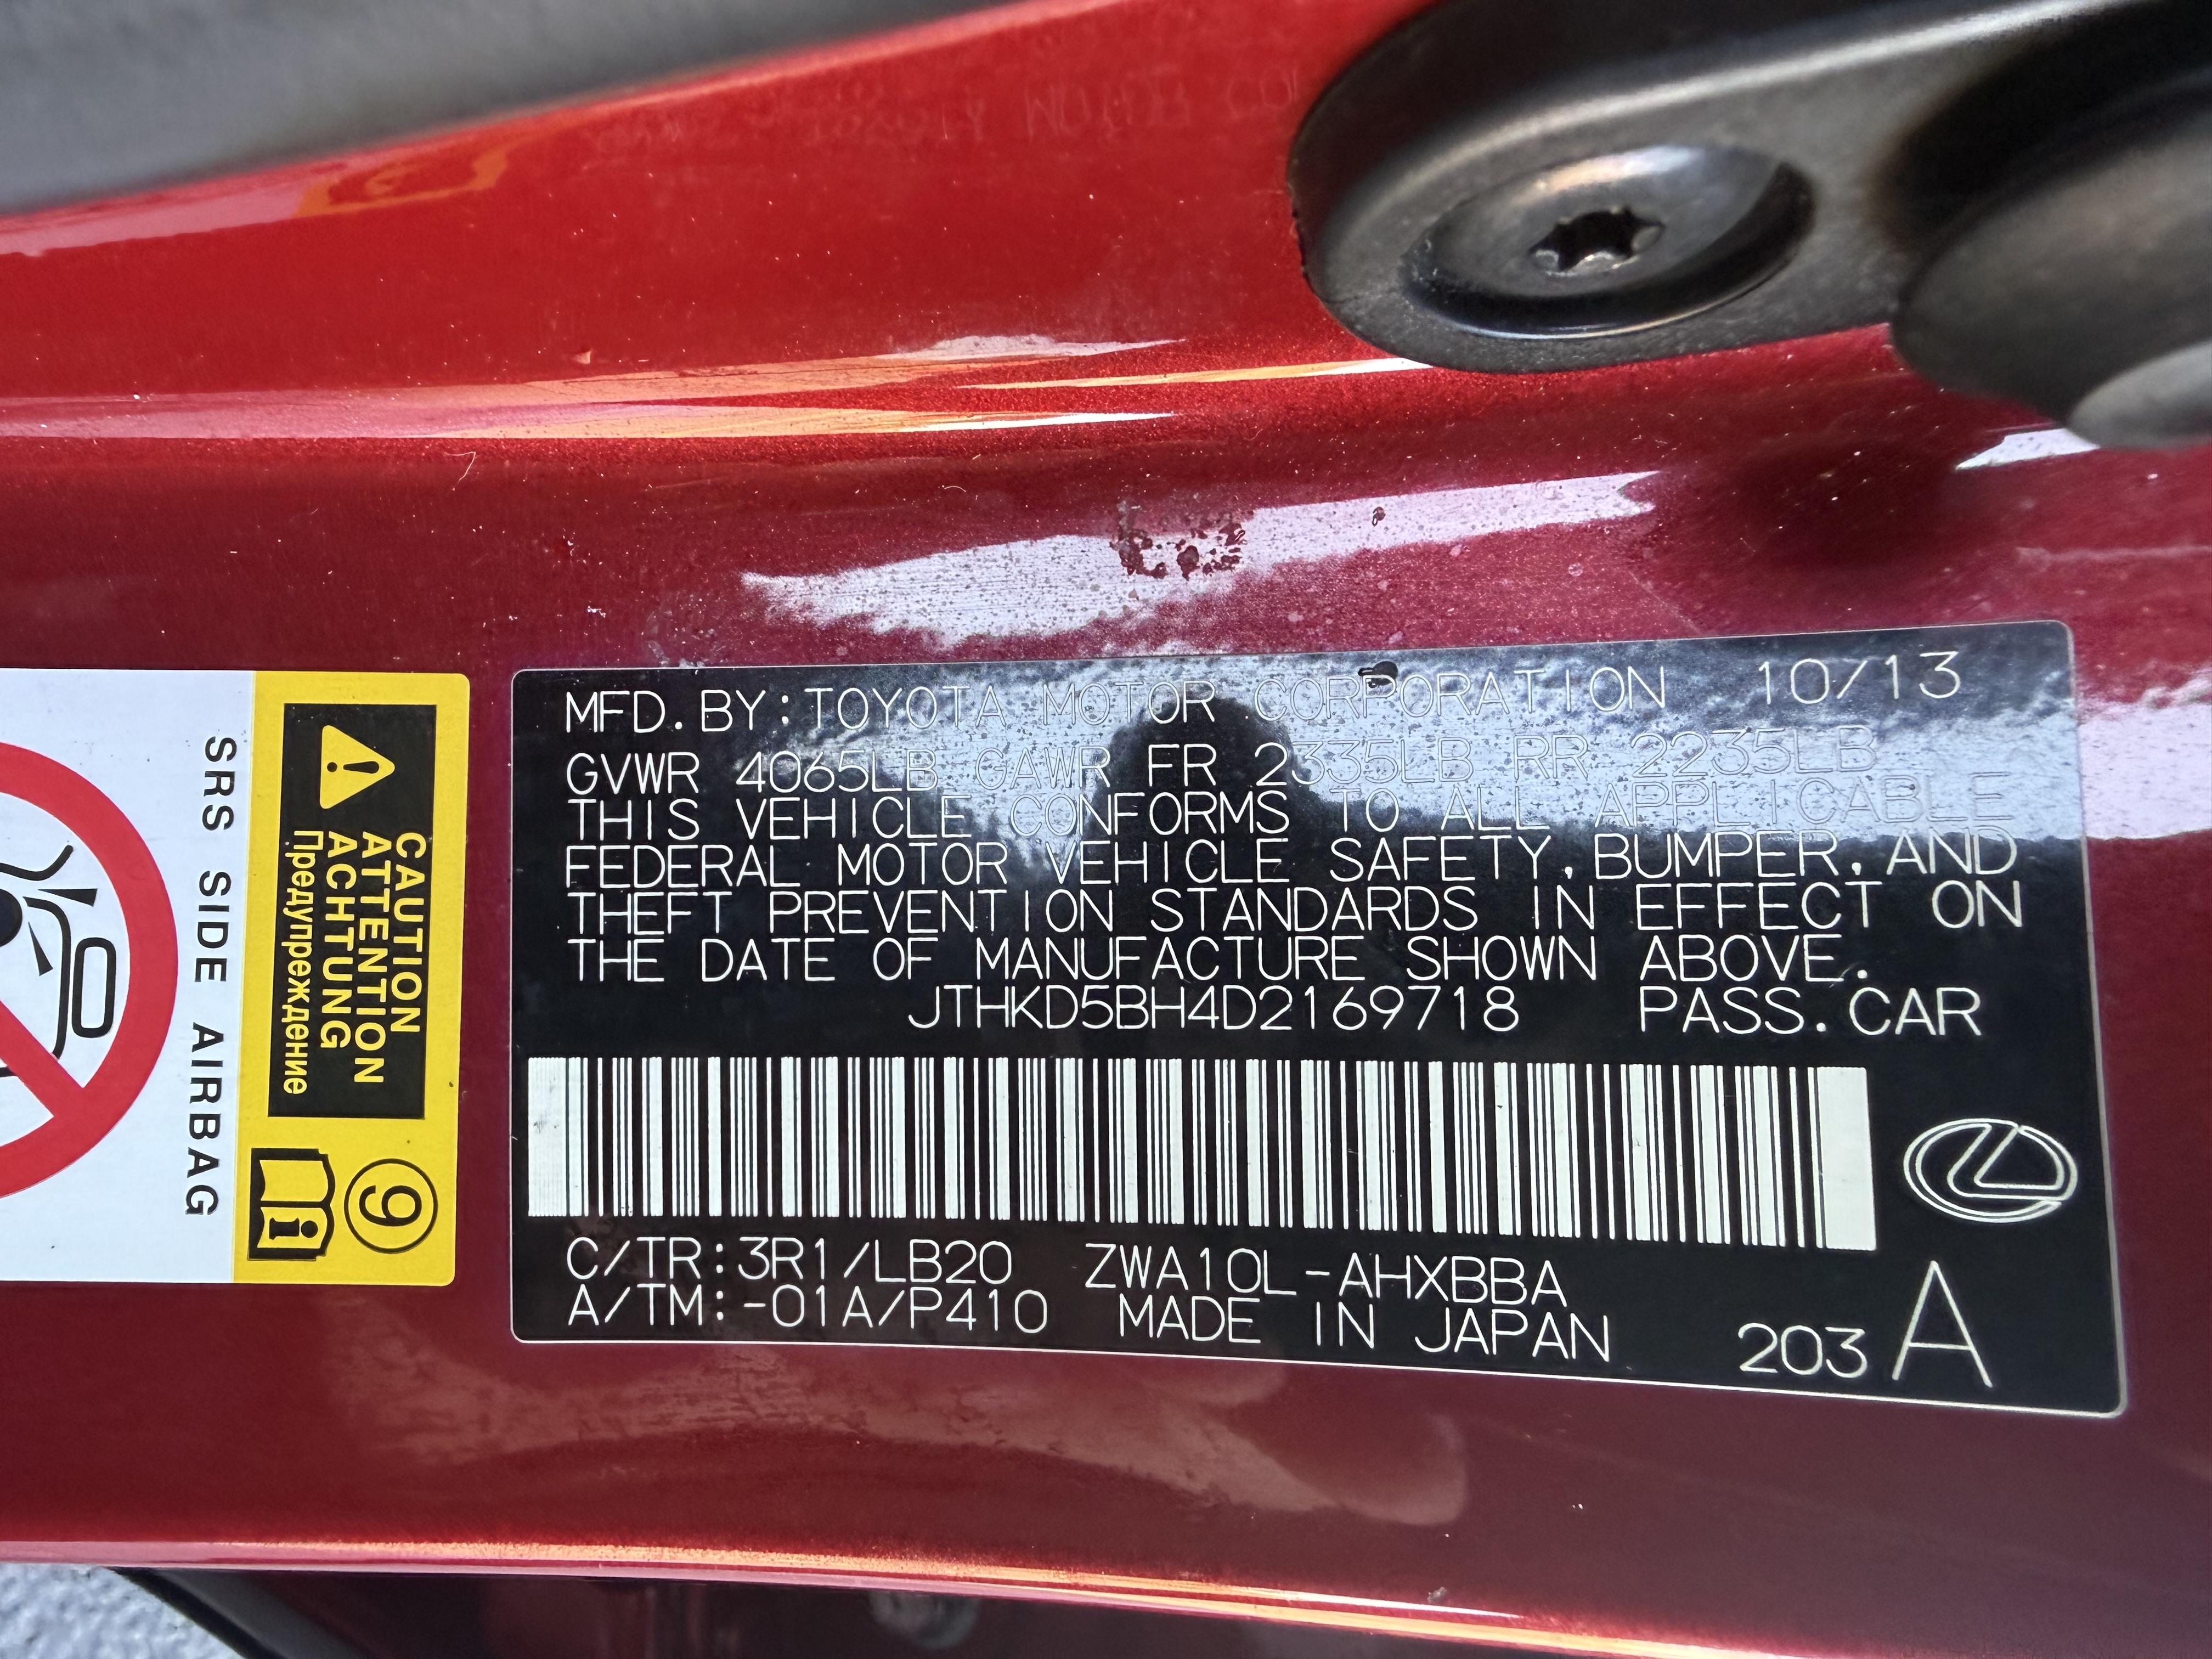 MFD. BY: TOYOTA MOTOR CORPORATION 10/13
GVWR 4065LB GAWR FR 2335LB RR 2235LB
THIS VEHICLE CONFORMS TO ALL APPLICABLE
FEDERAL MOTOR VEHICLE SAFETY, BUMPER, AND
THEFT PREVENTION STANDARDS IN EFFECT ON
THE DATE OF MANUFACTURE SHOWN ABOVE.
JTHKD5BH4D2169718 PASS. CAR
C/TR: 3R1/LB20 ZWA10L-AHXBBA
A/TM: -01A/P410 MADE IN JAPAN 203 A
CAUTION
ATTENTION
ACHTUNG
Предупреждение
9
i
SRS SIDE AIRBAG